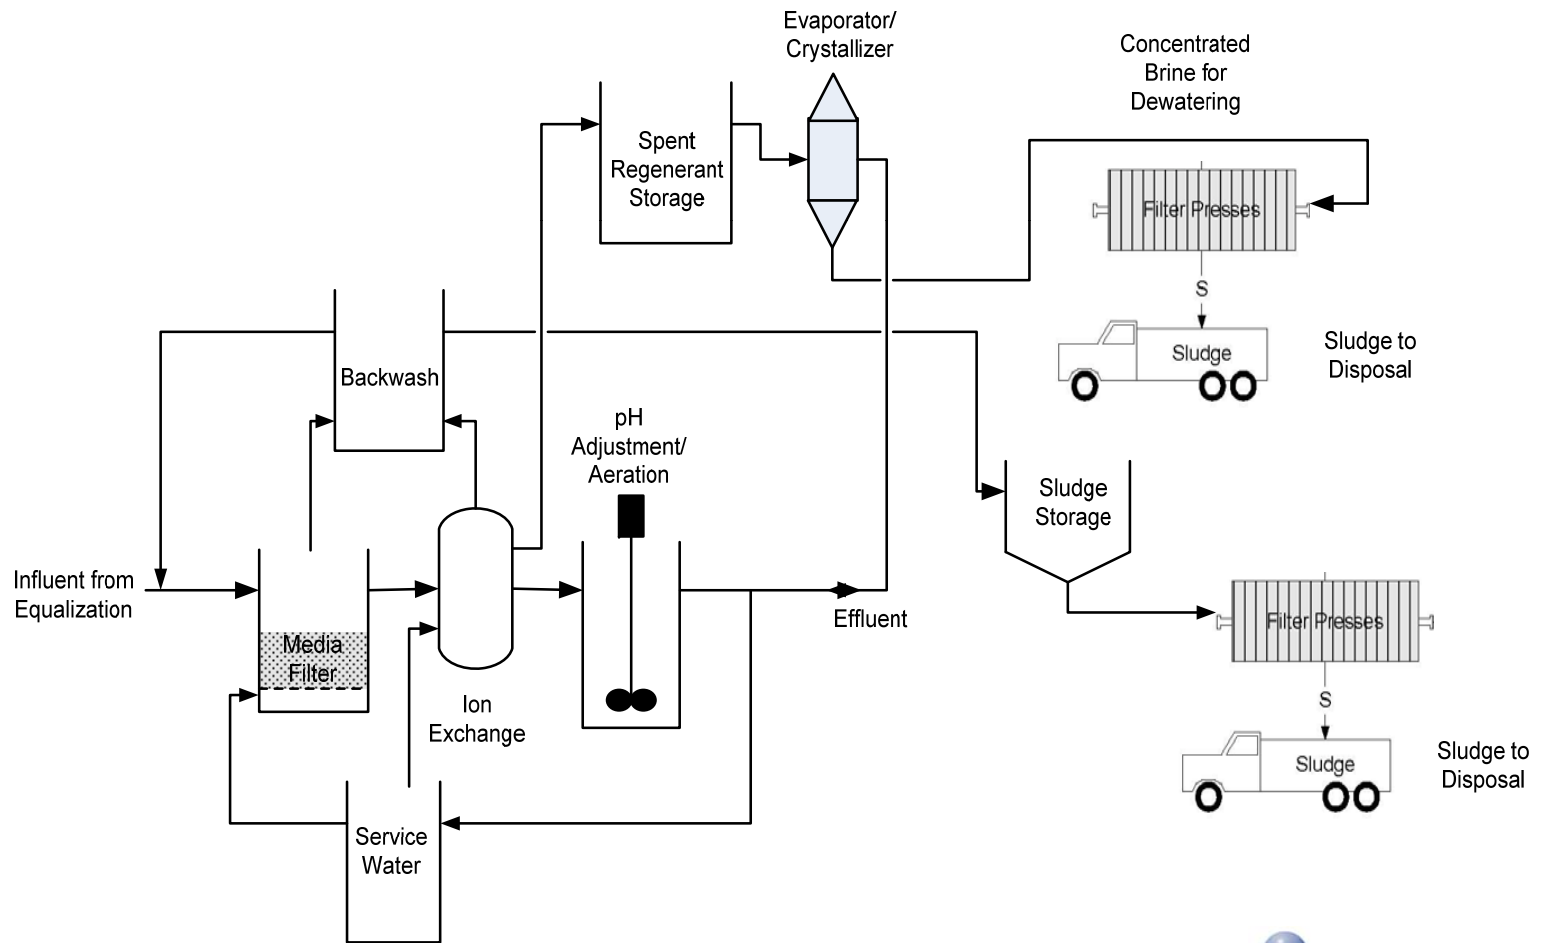 Evaporator/
Crystallizer
Concentrated
Brine for
Dewatering
Spent
Regenerant
Storage
Filter Presses
S
Sludge
Sludge to
Disposal
Backwash
pH
Adjustment/
Aeration
Sludge
Storage
Influent from
Equalization
Media
Filter
Ion
Exchange
Effluent
Filter Presses
S
Sludge
Sludge to
Disposal
Service
Water